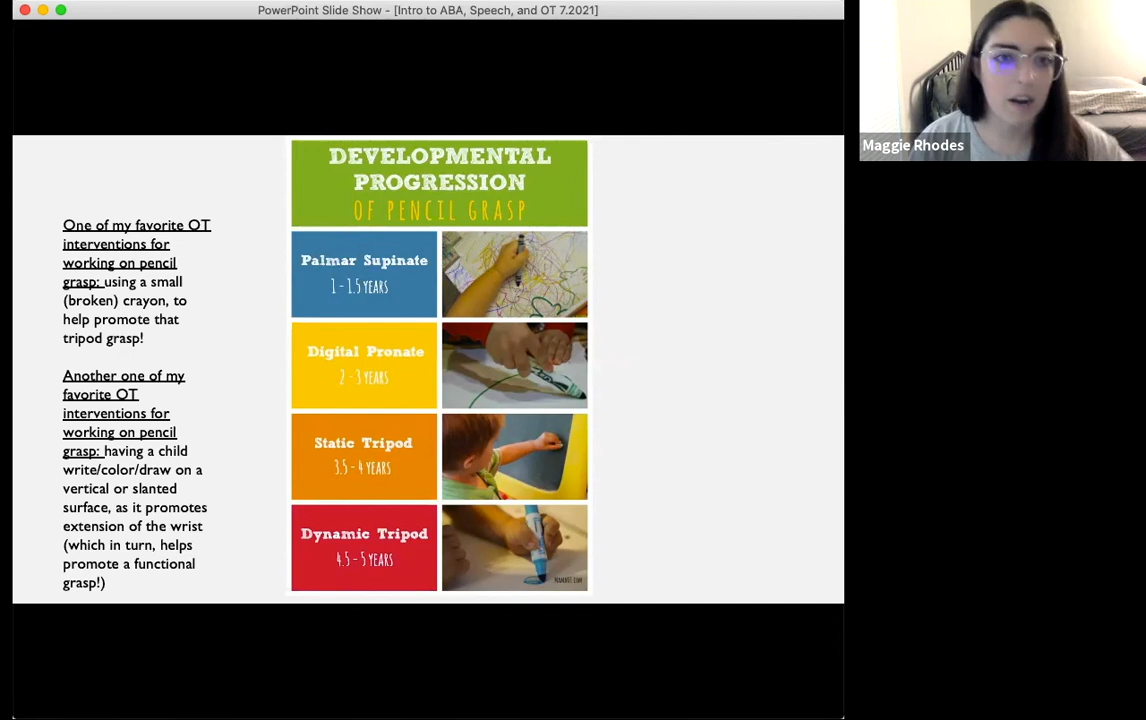 PowerPoint Slide Show - [Intro to ABA, Speech, and OT 7.2021]
Maggie Rhodes
One of my favorite OT
interventions for
working on pencil
grasp: using a small
(broken) crayon, to
help promote that
tripod grasp!
Another one of my
favorite OT
interventions for
working on pencil
grasp: having a child
write/color/draw on a
vertical or slanted
surface, as it promotes
extension of the wrist
(which in turn, helps
promote a functional
grasp!)
DEVELOPMENTAL
PROGRESSION
OF PENCIL GRASP
Palmar Supinate
1 - 1.5 YEARS
Digital Pronate
2 - 3 YEARS
Static Tripod
3.5 - 4 YEARS
Dynamic Tripod
4.5 - 5 YEARS